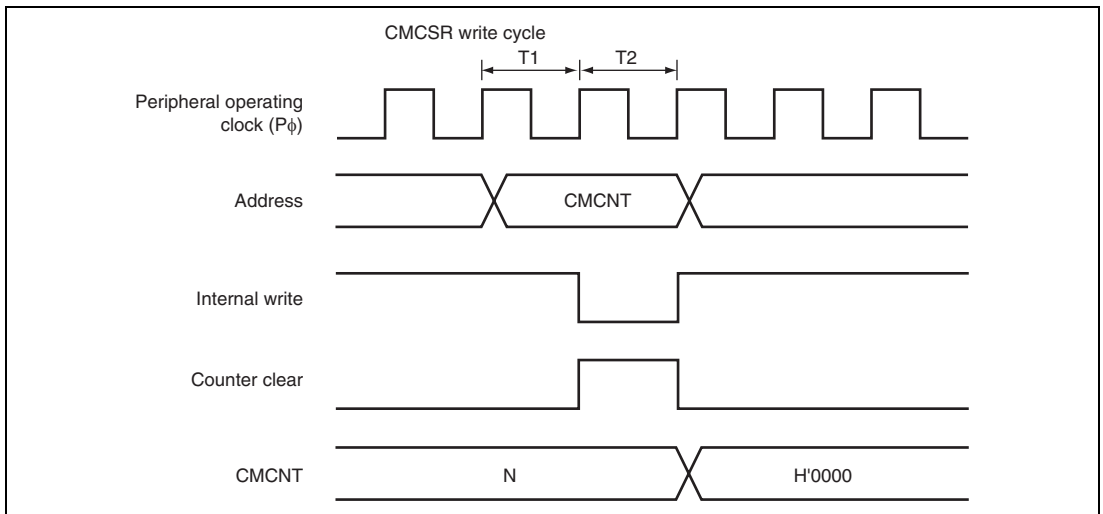 CMCSR write cycle
T1
T2
Peripheral operating
clock (Pϕ)
Address
CMCNT
Internal write
Counter clear
CMCNT
N
H'0000